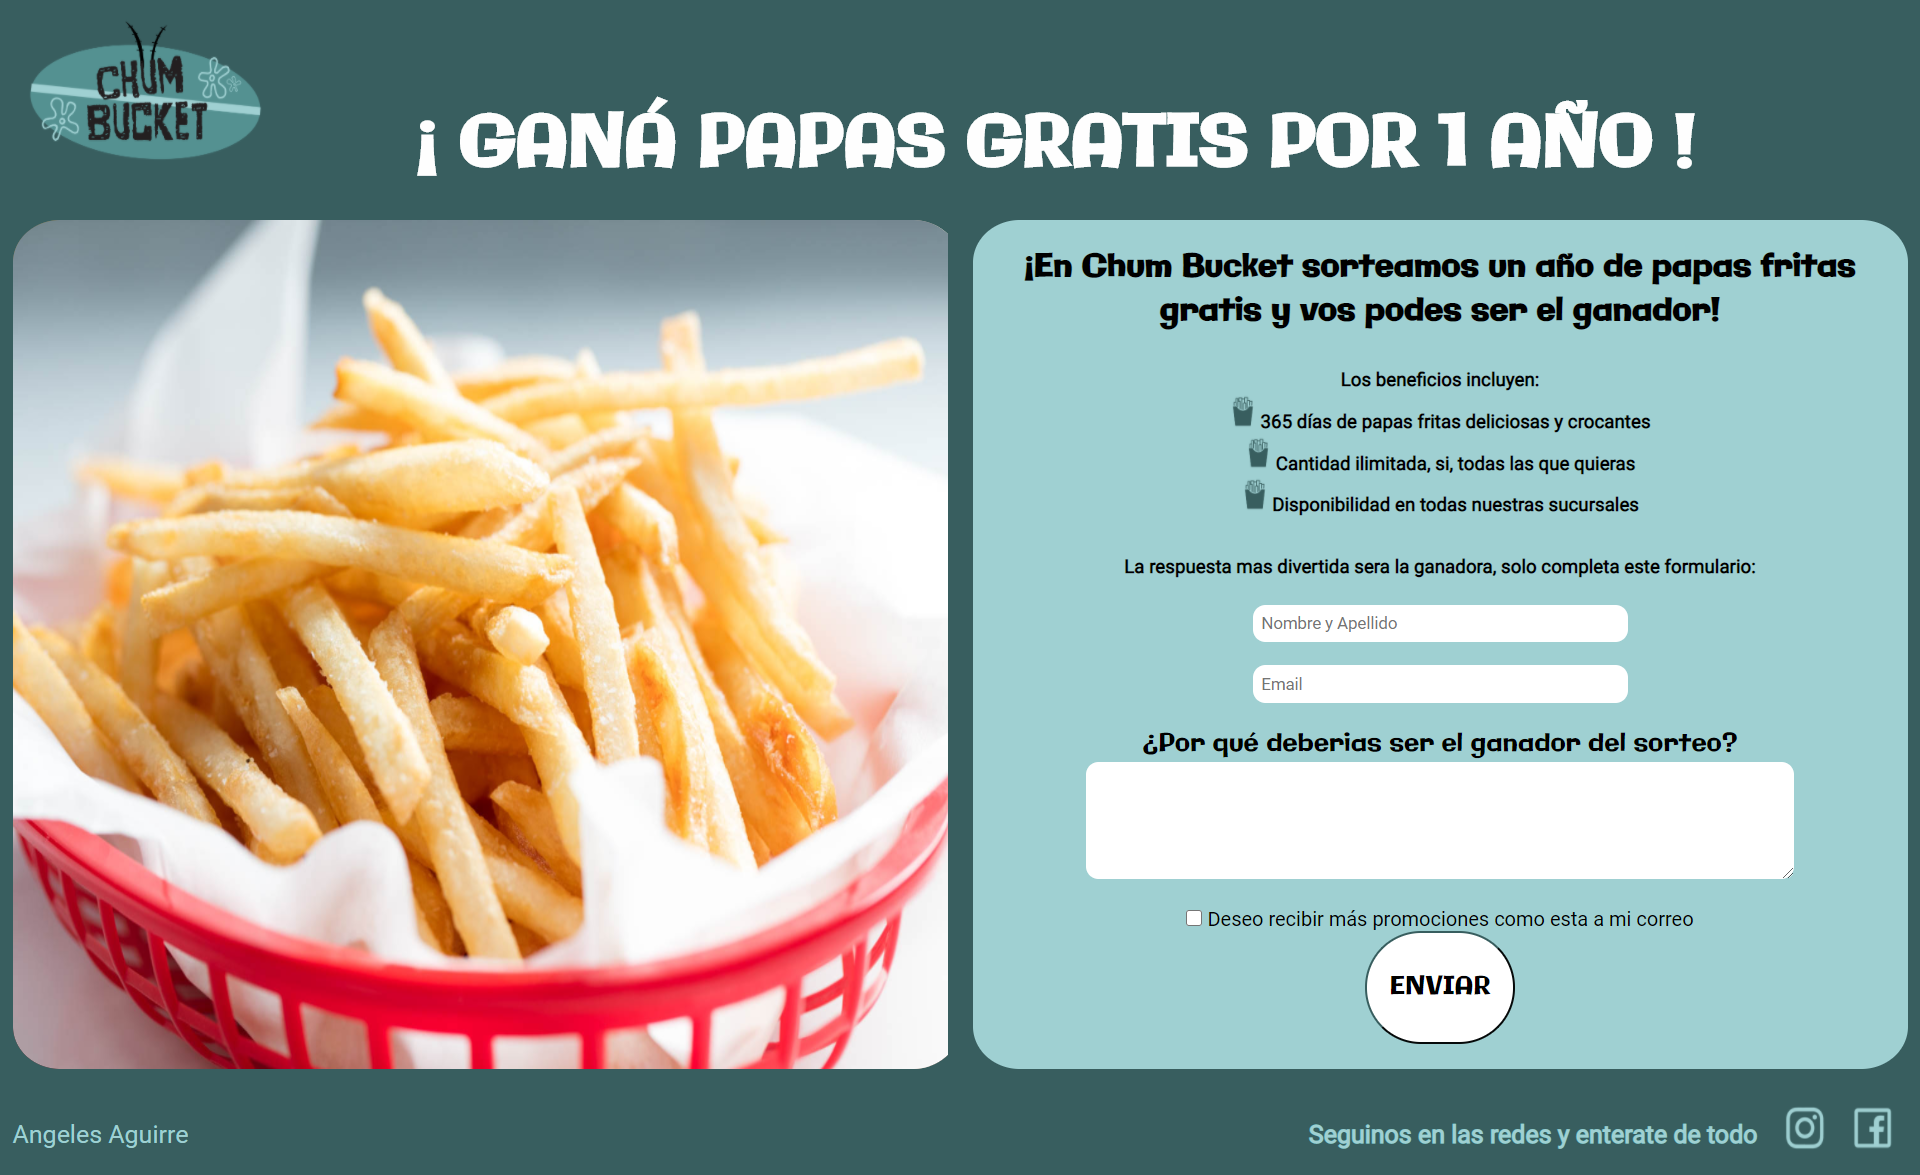 CHUM
BUCKET
¡ GANÁ PAPAS GRATIS POR 1 AÑO !
¡En Chum Bucket sorteamos un año de papas fritas
gratis y vos podes ser el ganador!
Los beneficios incluyen:
365 días de papas fritas deliciosas y crocantes
Cantidad ilimitada, si, todas las que quieras
Disponibilidad en todas nuestras sucursales
La respuesta mas divertida sera la ganadora, solo completa este formulario:
Nombre y Apellido
Email
¿Por qué deberias ser el ganador del sorteo?
Deseo recibir más promociones como esta a mi correo
ENVIAR
Angeles Aguirre
Seguinos en las redes y enterate de todo